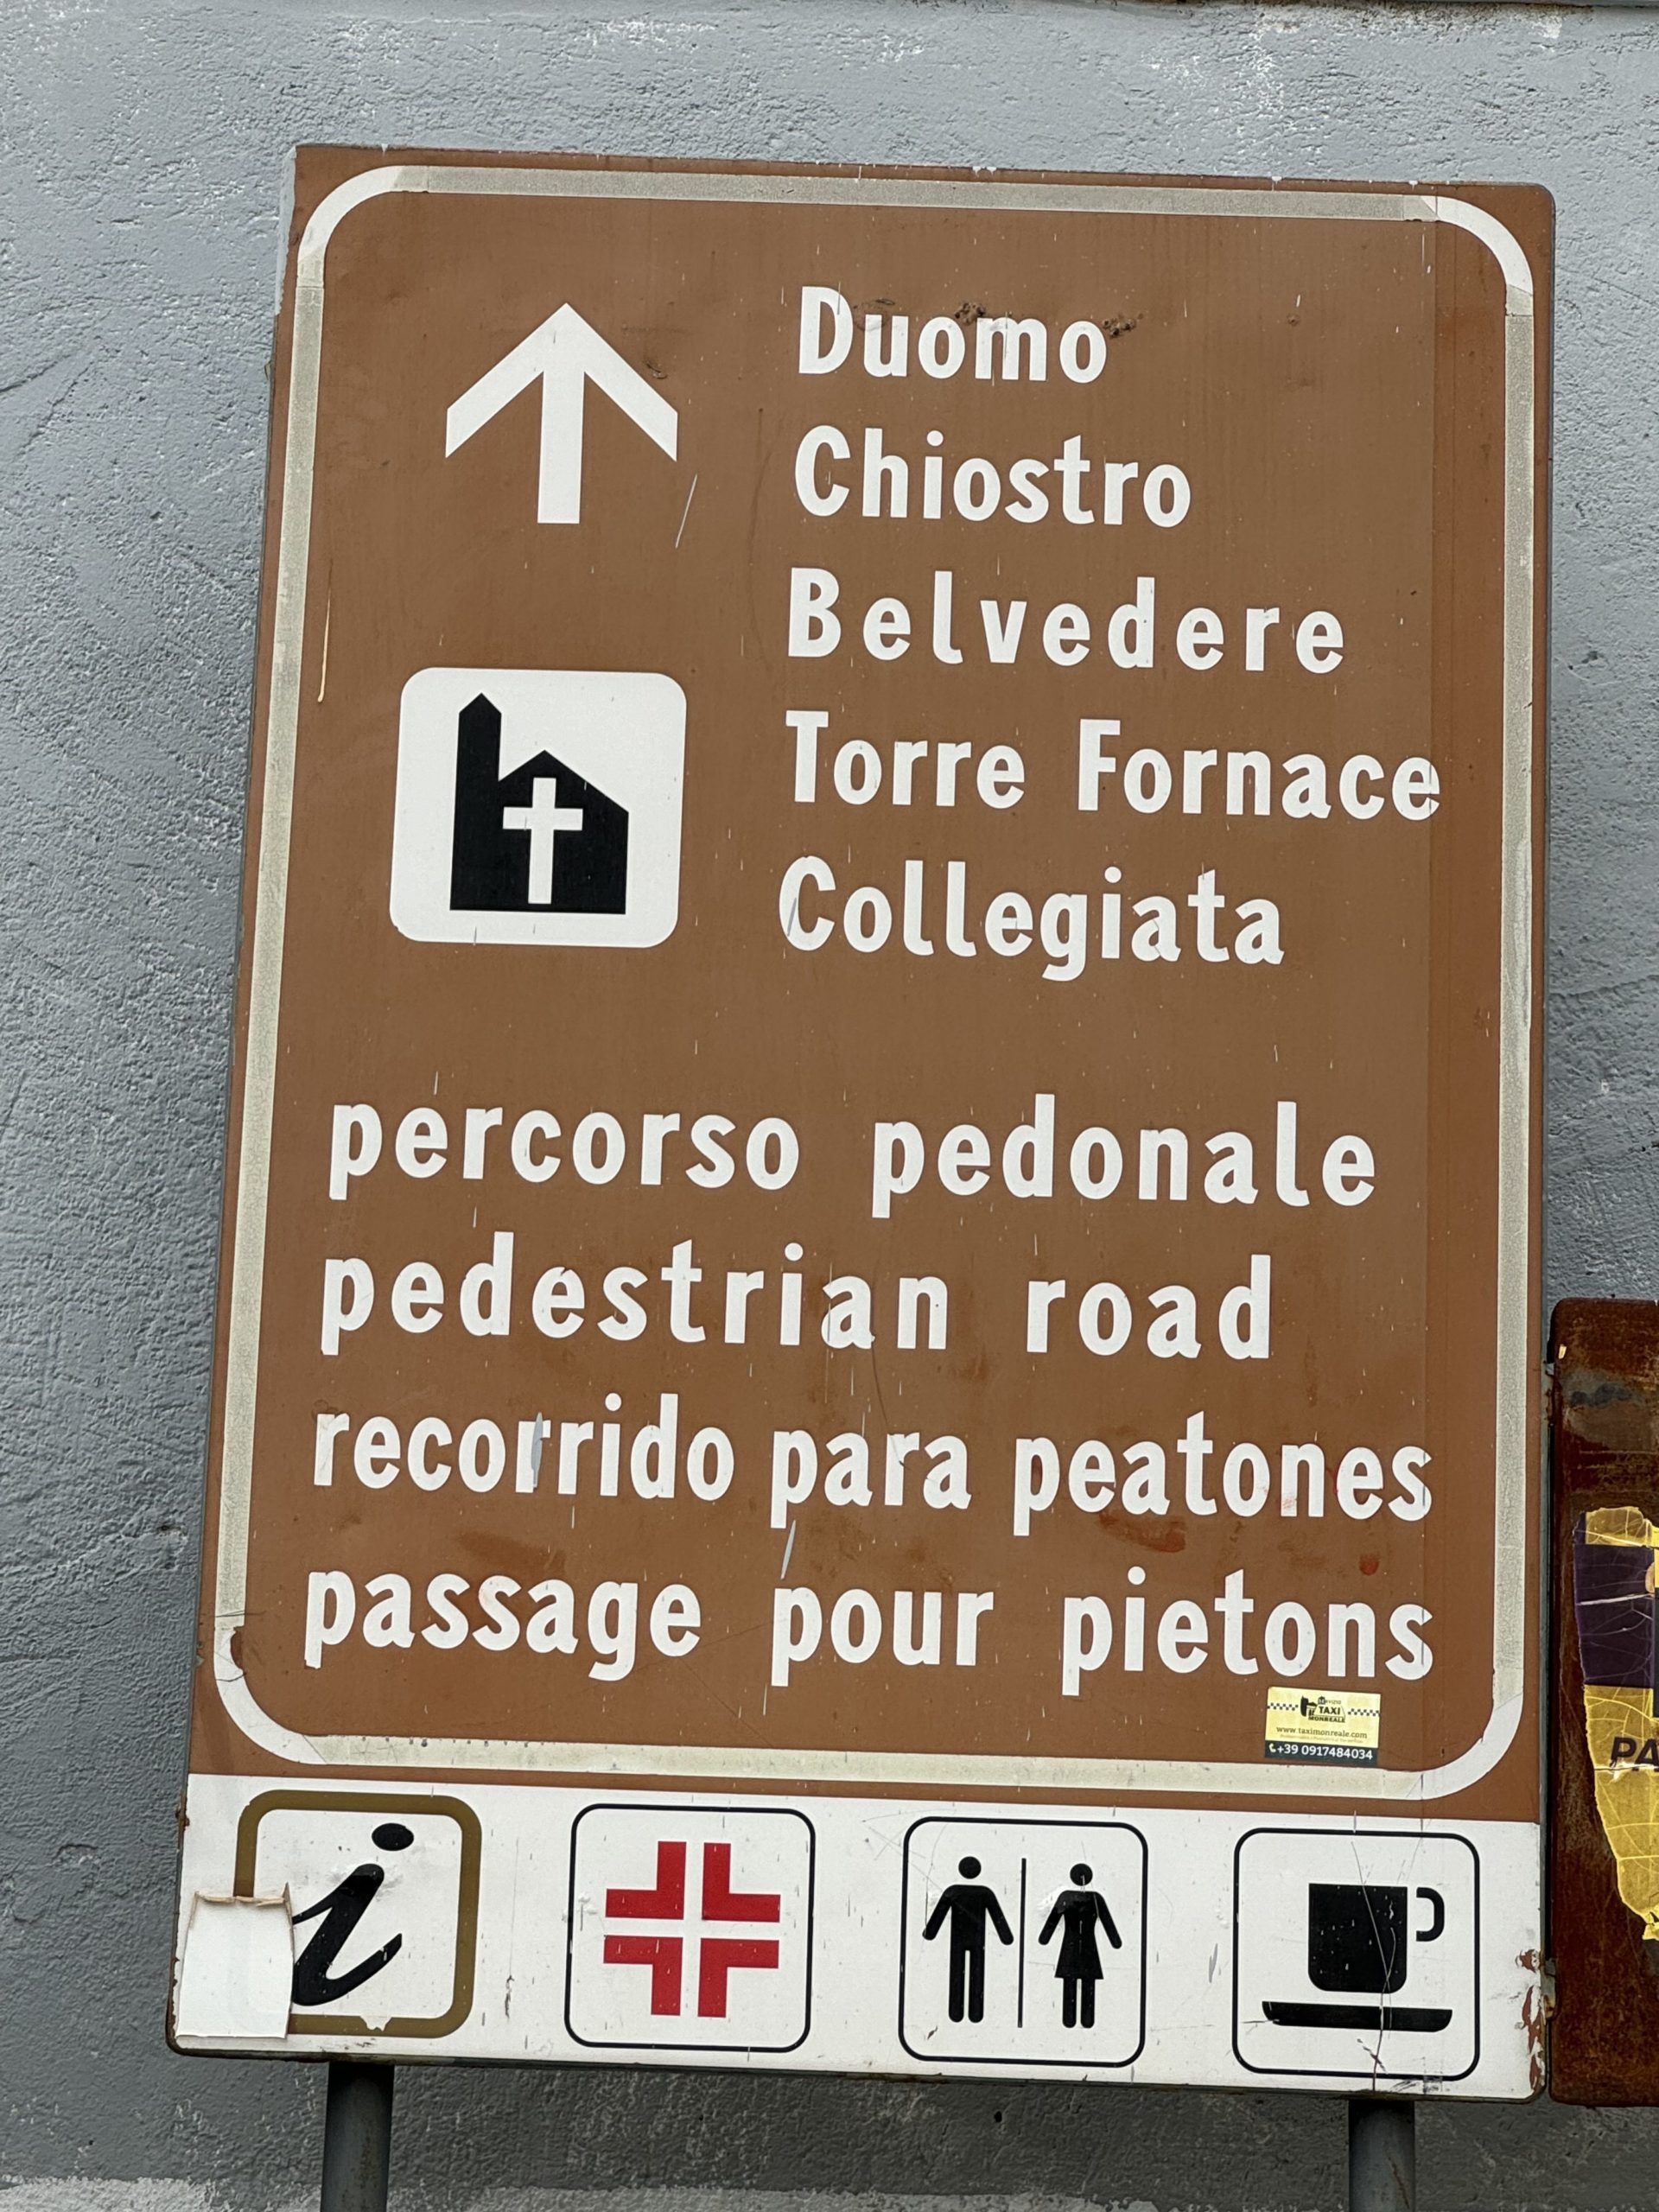 Duomo
Chiostro
Belvedere
Torre Fornace
Collegiata
percorso pedonale
pedestrian road
recorrido para peatones
passage pour pietons
TAXI
MONREALE
www.taximonreale.com
+39 0917484034
i
PA